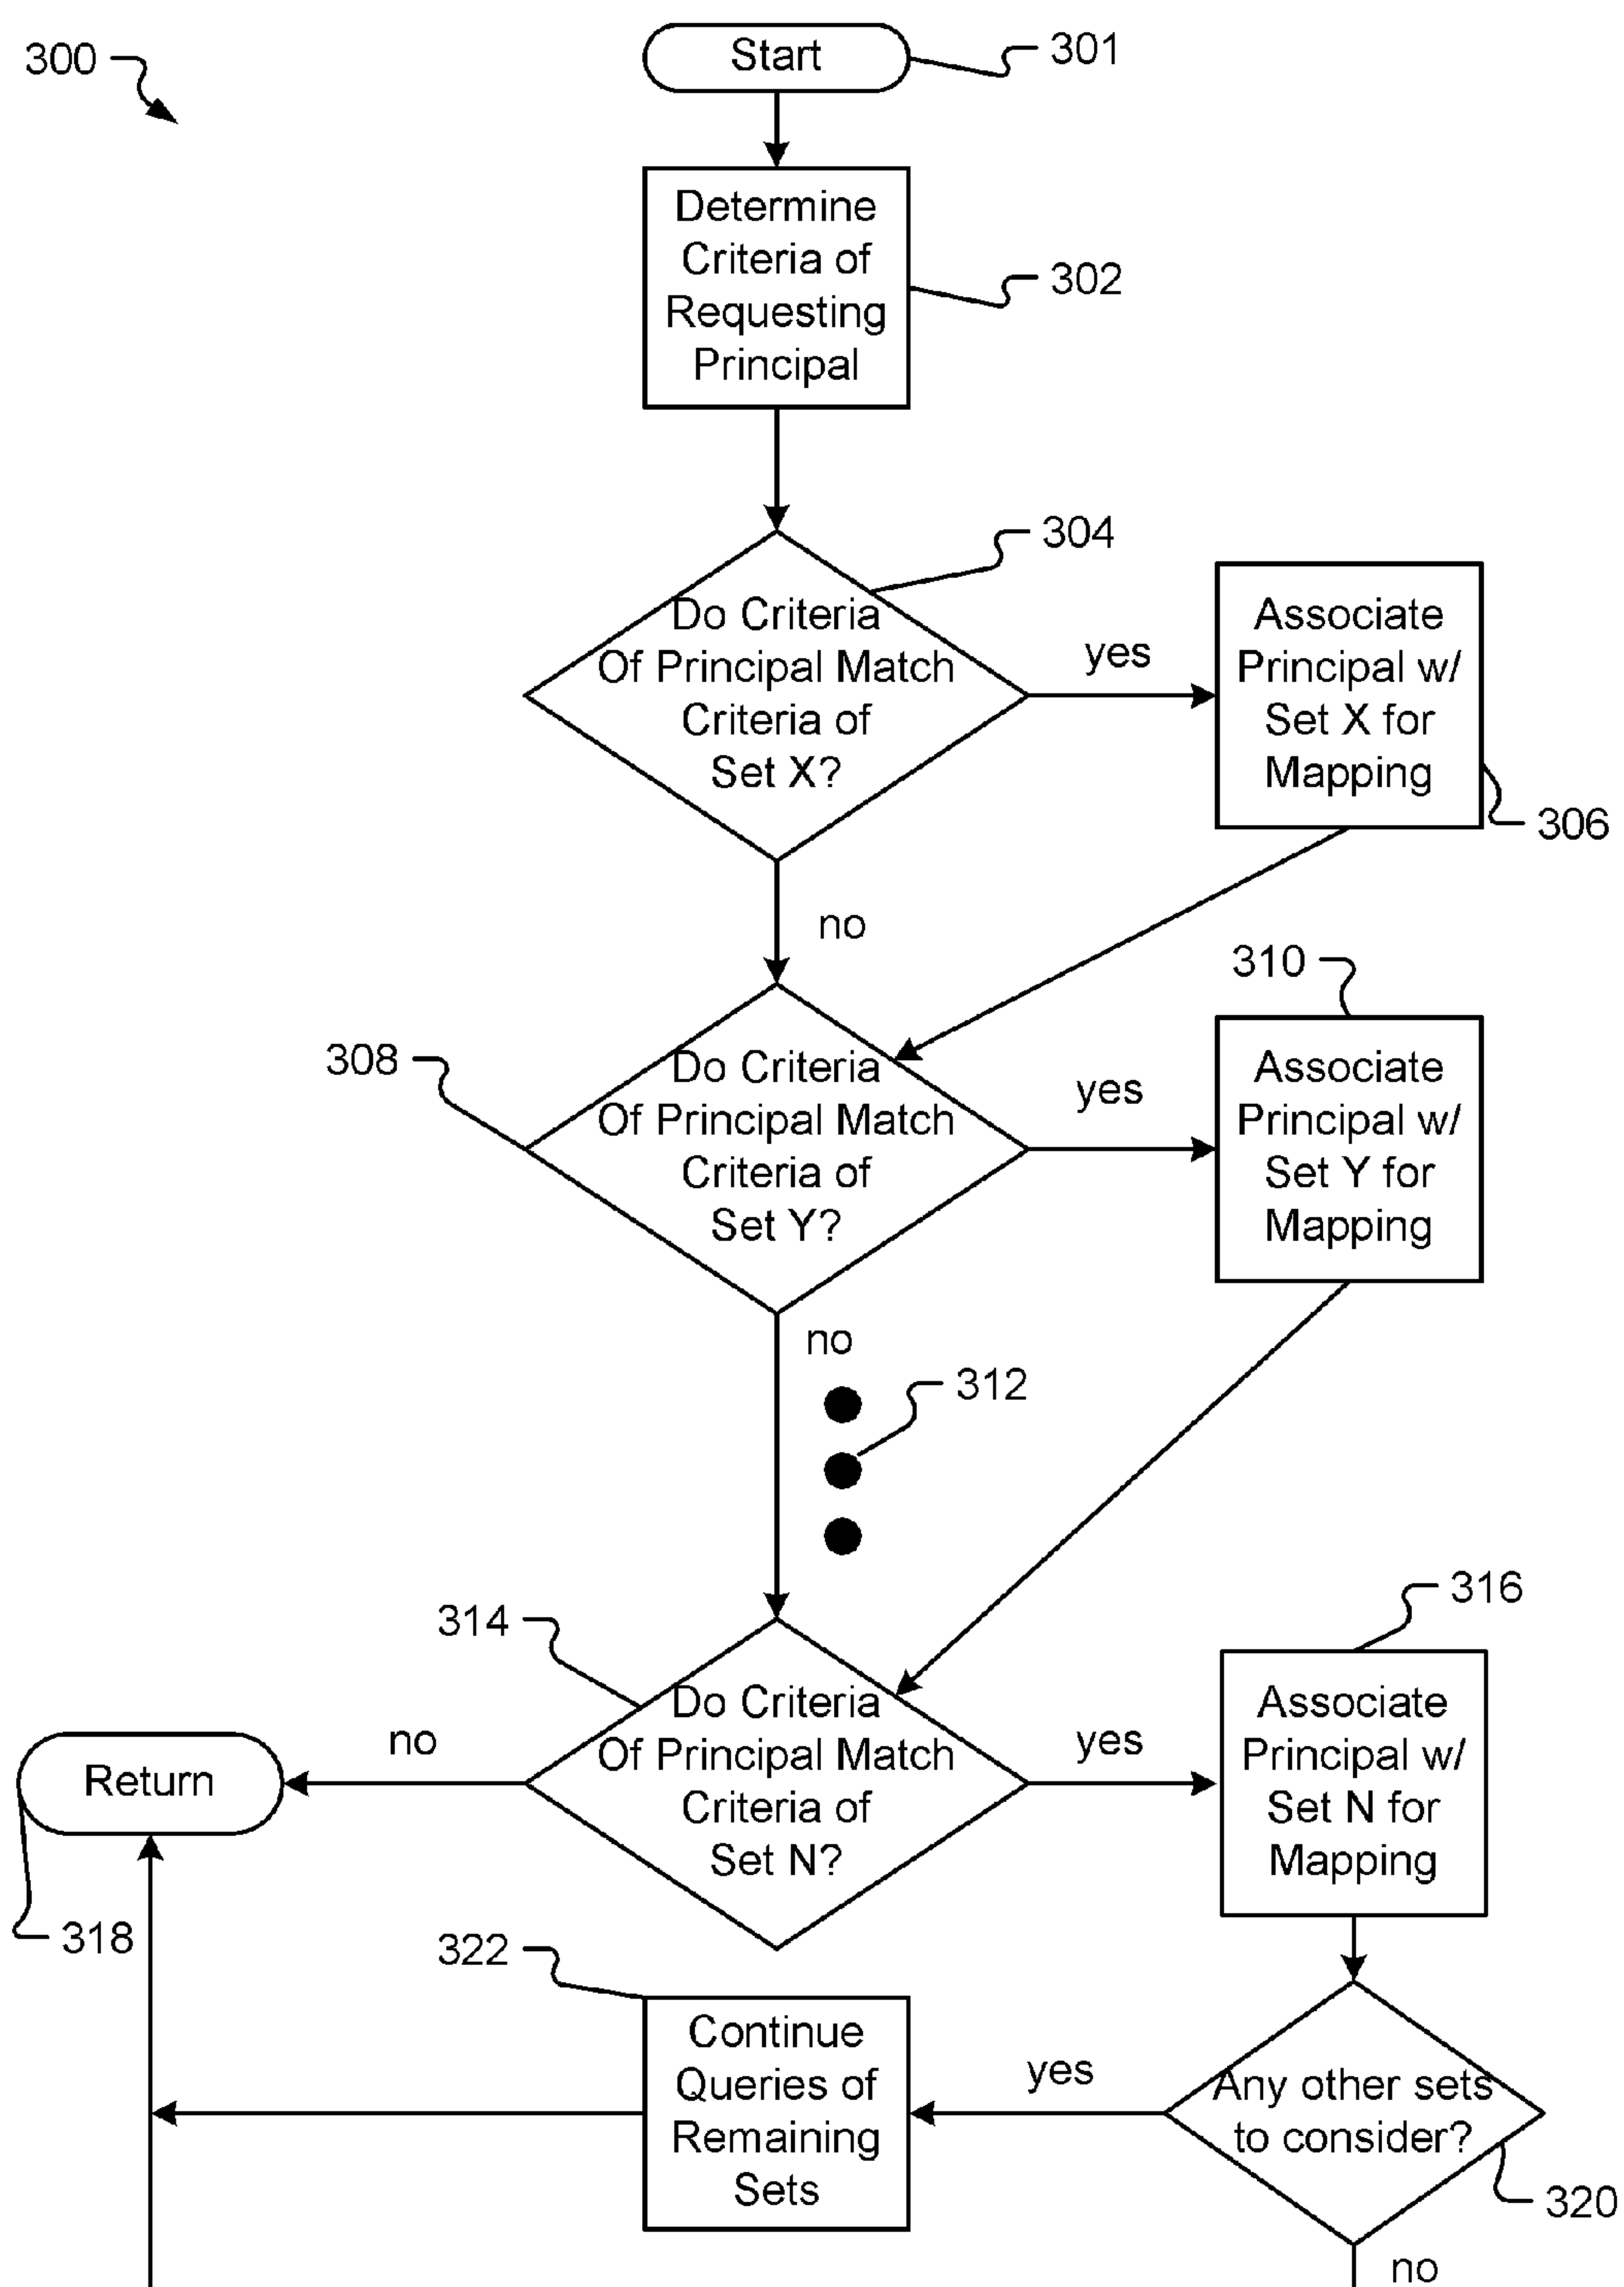 300
Start
301
Determine
Criteria of
Requesting
Principal
302
304
Do Criteria
Of Principal Match
Criteria of
Set X?
yes
Associate
Principal w/
Set X for
Mapping
306
no
308
Do Criteria
Of Principal Match
Criteria of
Set Y?
yes
310
Associate
Principal w/
Set Y for
Mapping
no
312
314
Do Criteria
Of Principal Match
Criteria of
Set N?
yes
316
Associate
Principal w/
Set N for
Mapping
no
Return
318
322
Continue
Queries of
Remaining
Sets
yes
Any other sets
to consider?
320
no